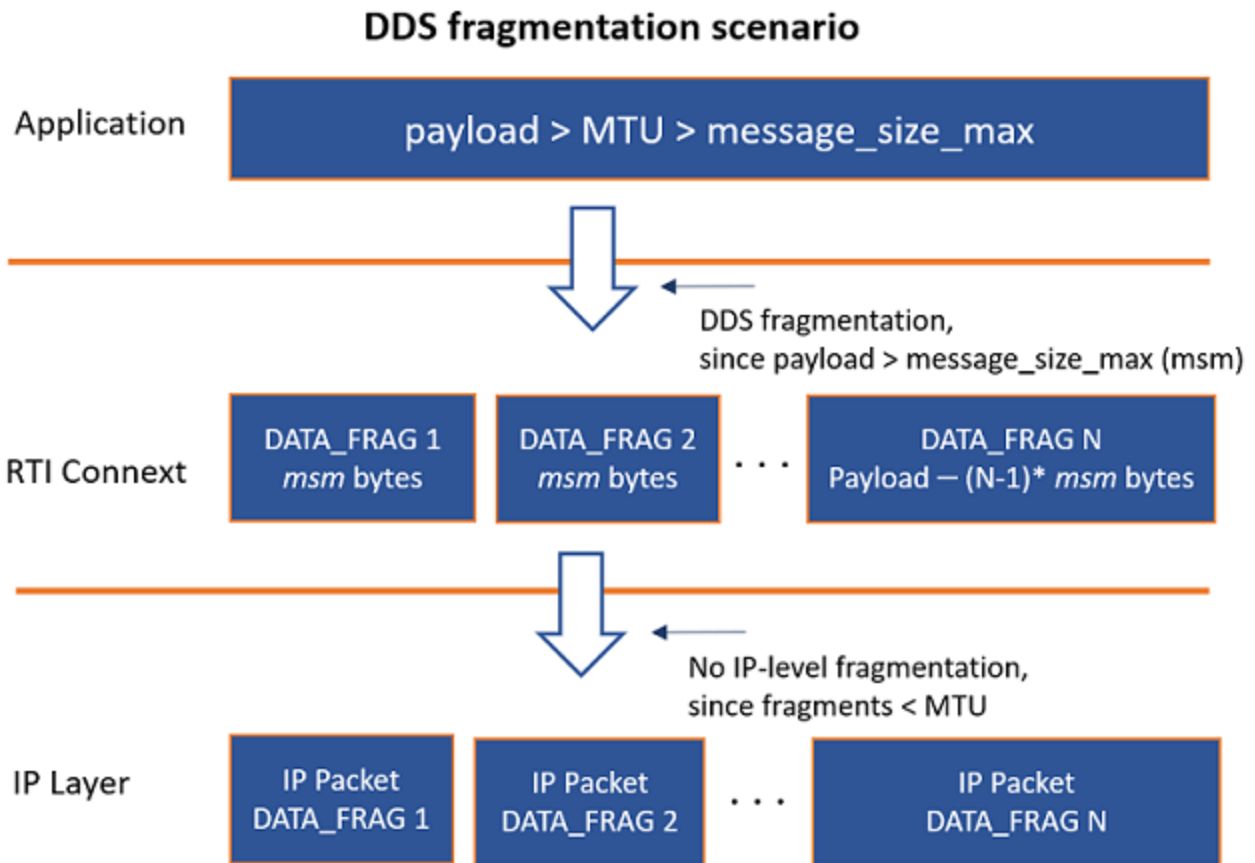 DDS fragmentation scenario
Application
payload > MTU > message_size_max
DDS fragmentation,
since payload > message_size_max (msm)
RTI Connext
DATA_FRAG 1
msm bytes
DATA_FRAG 2
msm bytes
. . .
DATA_FRAG N
Payload — (N-1)* msm bytes
No IP-level fragmentation,
since fragments < MTU
IP Layer
IP Packet
DATA_FRAG 1
IP Packet
DATA_FRAG 2
. . .
IP Packet
DATA_FRAG N